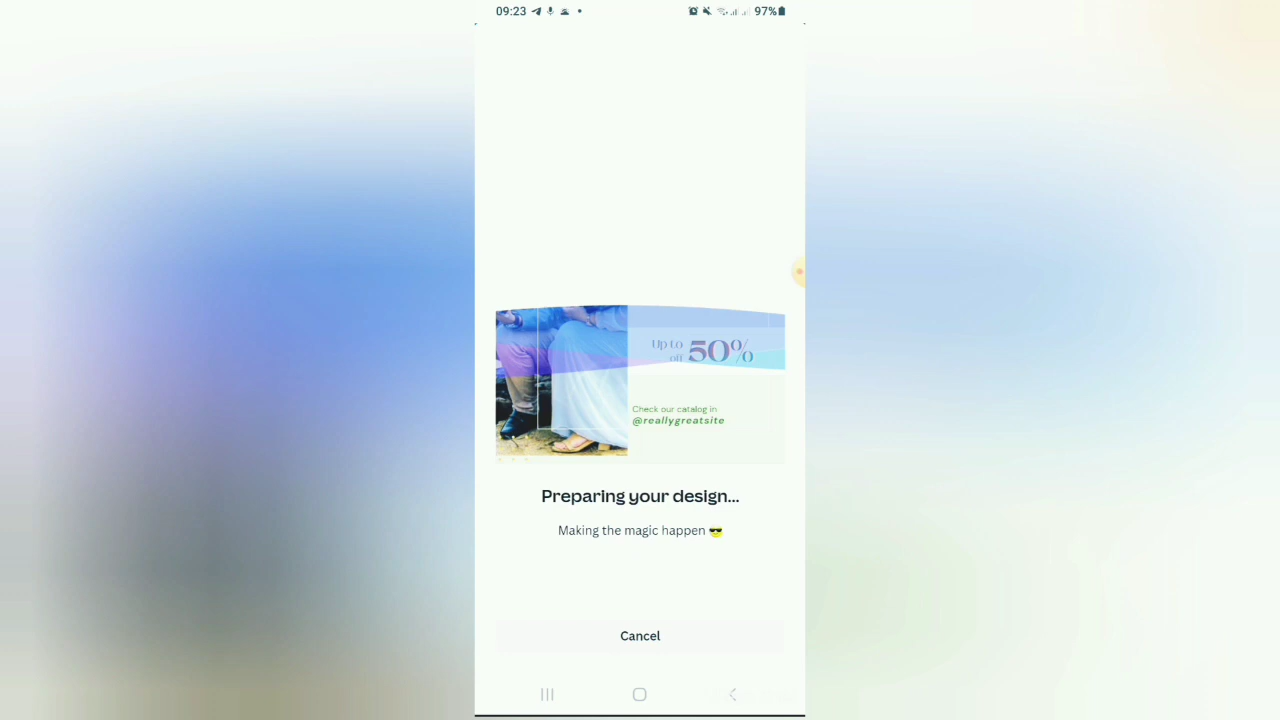 09:23
97%
Up to
off 50%
Check our catalog in
@reallygreatsite
Preparing your design...
Making the magic happen 😎
Cancel